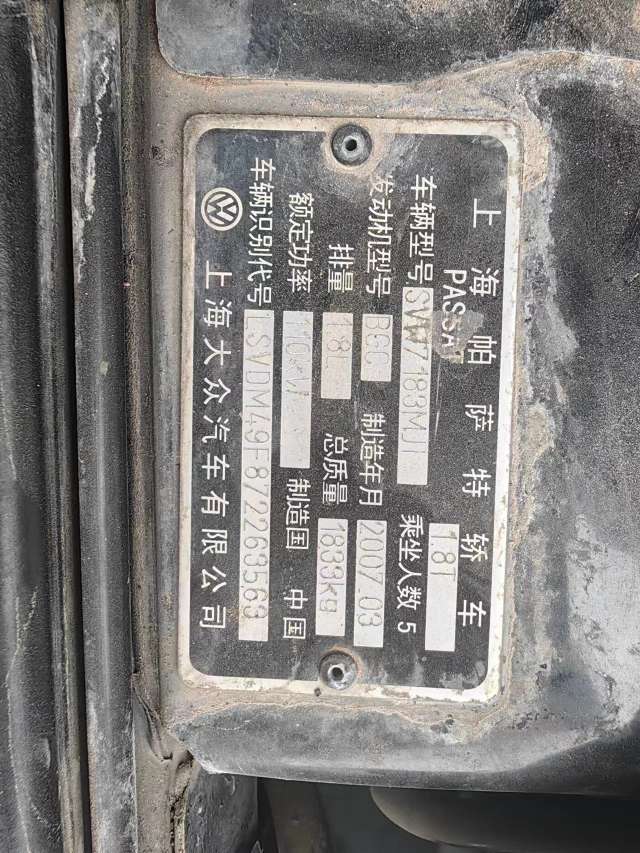 上海帕萨特轿车
PASSAT 1.8T
车辆型号 SVW7183MJI 乘坐人数 5
发动机型号 BGC 制造年月 2007.03
排量 1.8L 总质量 1833kg
额定功率 110kW 制造国 中国
车辆识别代号 LSVDM49F872263563
上海大众汽车有限公司